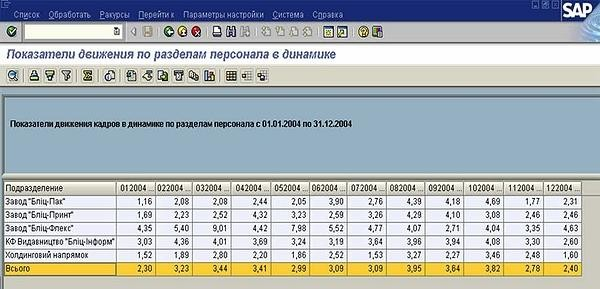 Список Обработать Ракурсы Перейти к Параметры настройки Система Справка
SAP
Показатели движения по разделам персонала в динамике
Показатели движения кадров в динамике по разделам персонала с 01.01.2004 по 31.12.2004
Подразделение 012004 ... 022004 ... 032004 ... 042004 ... 052004 ... 062004 ... 072004 ... 082004 ... 092004 ... 102004 ... 112004 ... 122004 ...
Завод "Бліц-Пак" 1,16 2,08 2,08 2,44 2,05 3,90 2,76 4,39 4,18 4,69 1,77 2,31
Завод "Бліц-Принт" 1,69 2,23 2,52 4,32 3,23 2,59 3,26 4,29 4,10 3,08 2,46 2,46
Завод "Бліц-Флекс" 4,35 5,40 9,01 4,42 7,98 5,52 4,77 4,07 2,71 4,04 3,35 4,63
КФ Видавництво "Бліц-Інформ" 3,03 4,36 4,01 3,69 3,24 3,19 3,64 3,96 3,94 4,08 3,30 2,60
Холдинговий напрямок 1,52 1,89 2,80 2,20 1,86 2,52 1,53 3,27 2,27 3,46 2,48 1,60
Всього 2,30 3,23 3,44 3,41 2,99 3,09 3,09 3,95 3,64 3,82 2,78 2,40